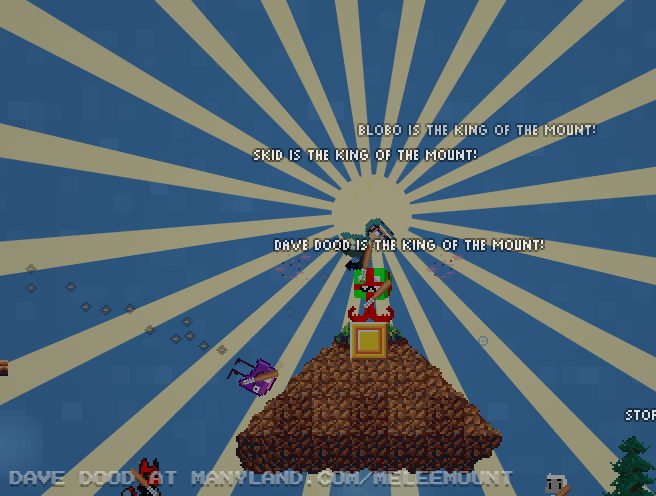 BLOBO IS THE KING OF THE MOUNT!
SKID IS THE KING OF THE MOUNT!
DAVE DOOD IS THE KING OF THE MOUNT!
STOP
DAVE DOOD AT MANYLAND.COM/MELEEMOUNT